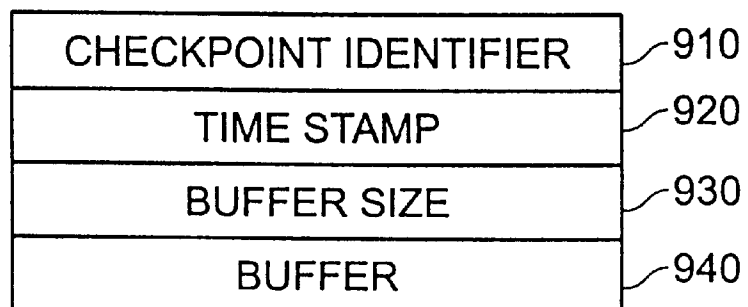 CHECKPOINT IDENTIFIER 910
TIME STAMP 920
BUFFER SIZE 930
BUFFER 940